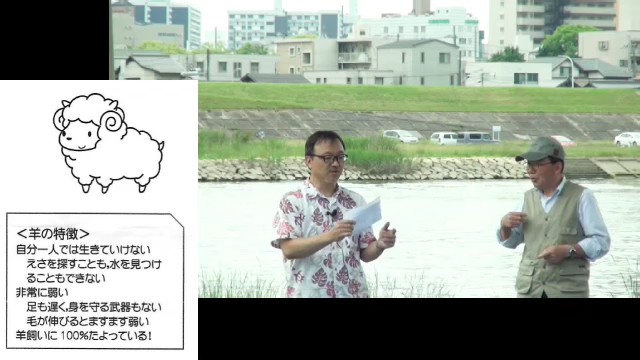 ＜羊の特徴＞
自分一人では生きていけない
えさを探すことも,水を見つけ
ることもできない
非常に弱い
足も遅く,身を守る武器もない
毛が伸びるとますます弱い
羊飼いに100%たよっている!